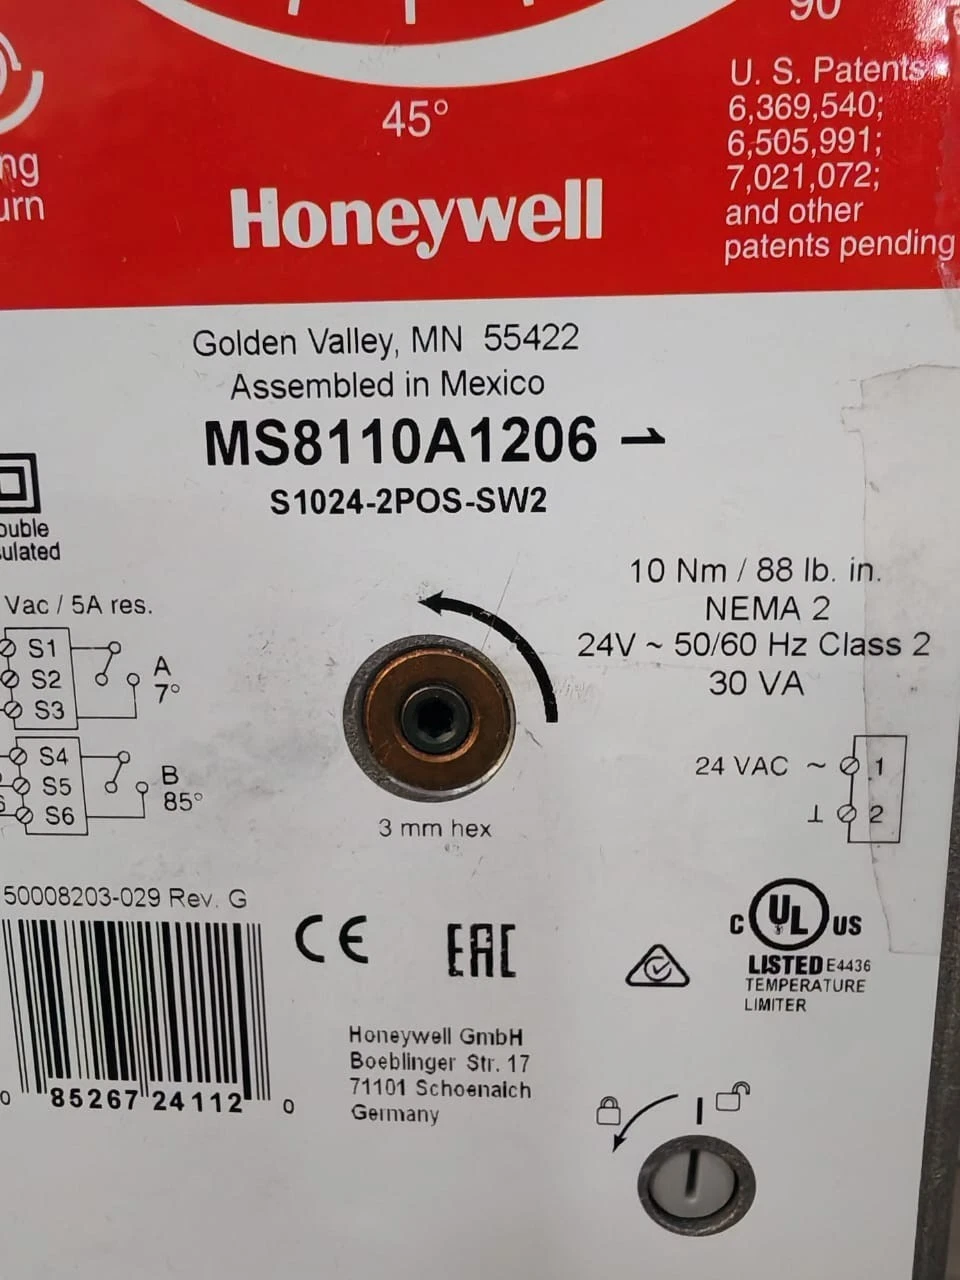 90
45°
U. S. Patents
6,369,540;
6,505,991;
7,021,072;
and other
patents pending
Honeywell
Golden Valley, MN 55422
Assembled in Mexico
MS8110A1206
S1024-2POS-SW2
10 Nm / 88 lb. in.
NEMA 2
24V ~ 50/60 Hz Class 2
30 VA
Vac / 5A res.
S1
S2
S3
A
7°
S4
S5
S6
B
85°
3 mm hex
24 VAC ~ 1
2
50008203-029 Rev. G
CE
EAC
C UL US
LISTED E4436
TEMPERATURE
LIMITER
Honeywell GmbH
Boeblinger Str. 17
71101 Schoenaich
Germany
0 85267 24112 0